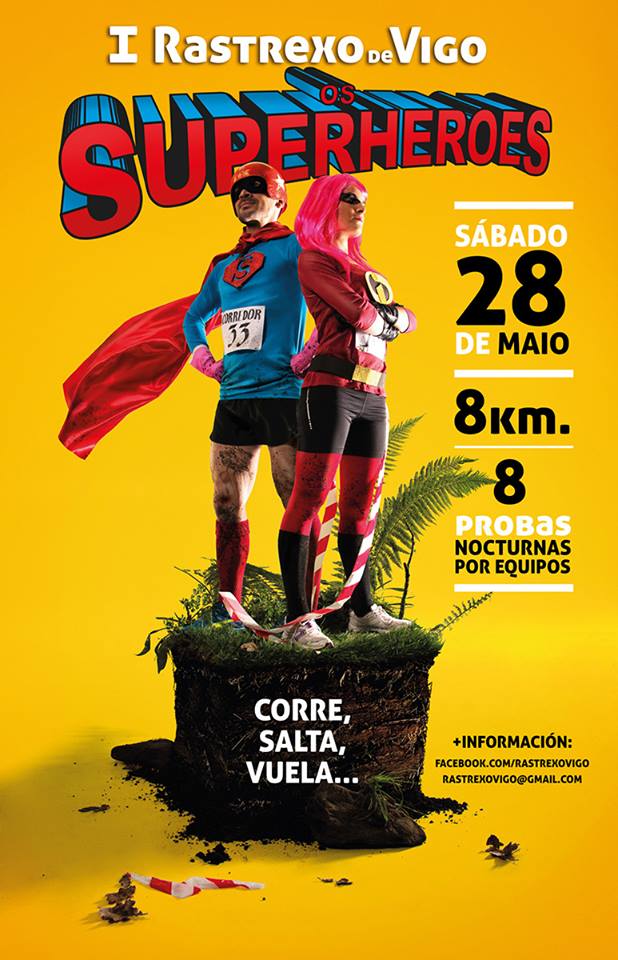 I RASTREXO DE VIGO
OS
SUPERHEROES
SÁBADO
28
DE MAIO
8KM.
8
PROBAS
NOCTURNAS
POR EQUIPOS
S
CORREDOR
33
CORRE,
SALTA,
VUELA...
+INFORMACIÓN:
FACEBOOK.COM/RASTREXOVIGO
RASTREXOVIGO@GMAIL.COM